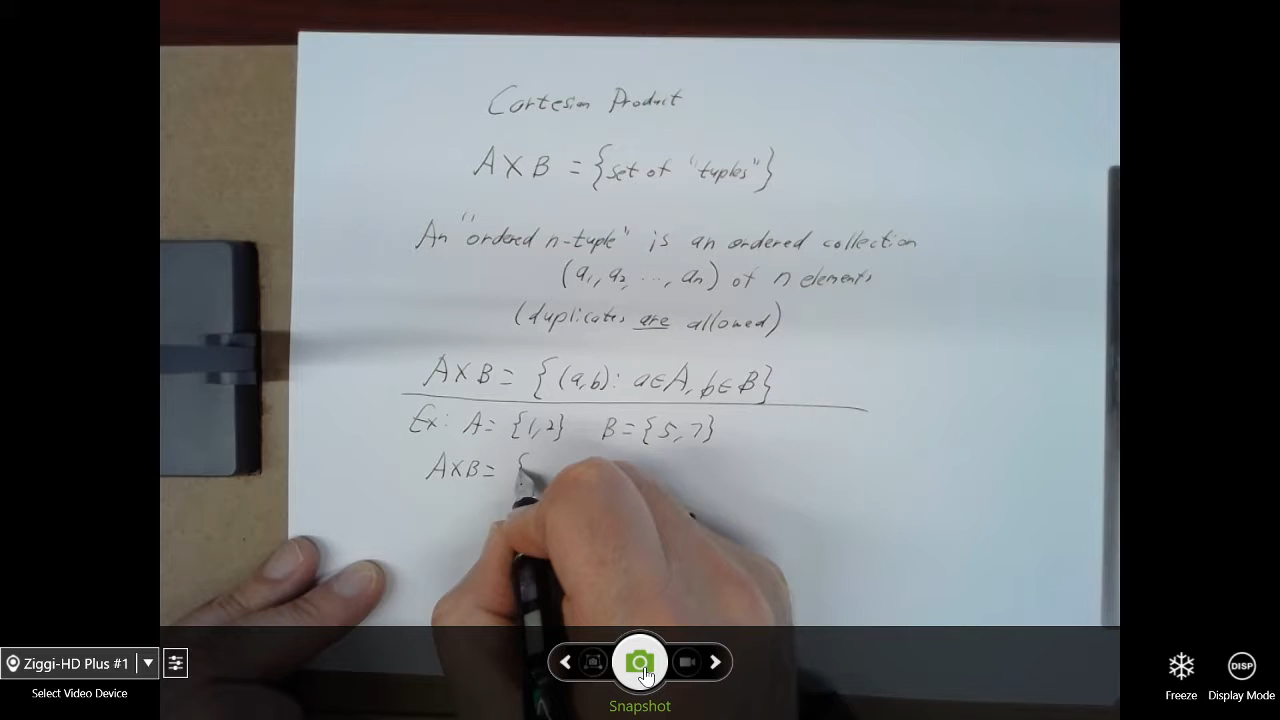 Cartesian Product
A X B = {set of "tuples"}
An "ordered n-tuple" is an ordered collection
(a₁, a₂, ..., aₙ) of n elements
(duplicates are allowed)
A X B = {(a,b): a∈A, b∈B}
Ex: A = {1,2} B = {5,7}
AXB = {
Ziggi-HD Plus #1
Select Video Device
Snapshot
Freeze
DISP
Display Mode